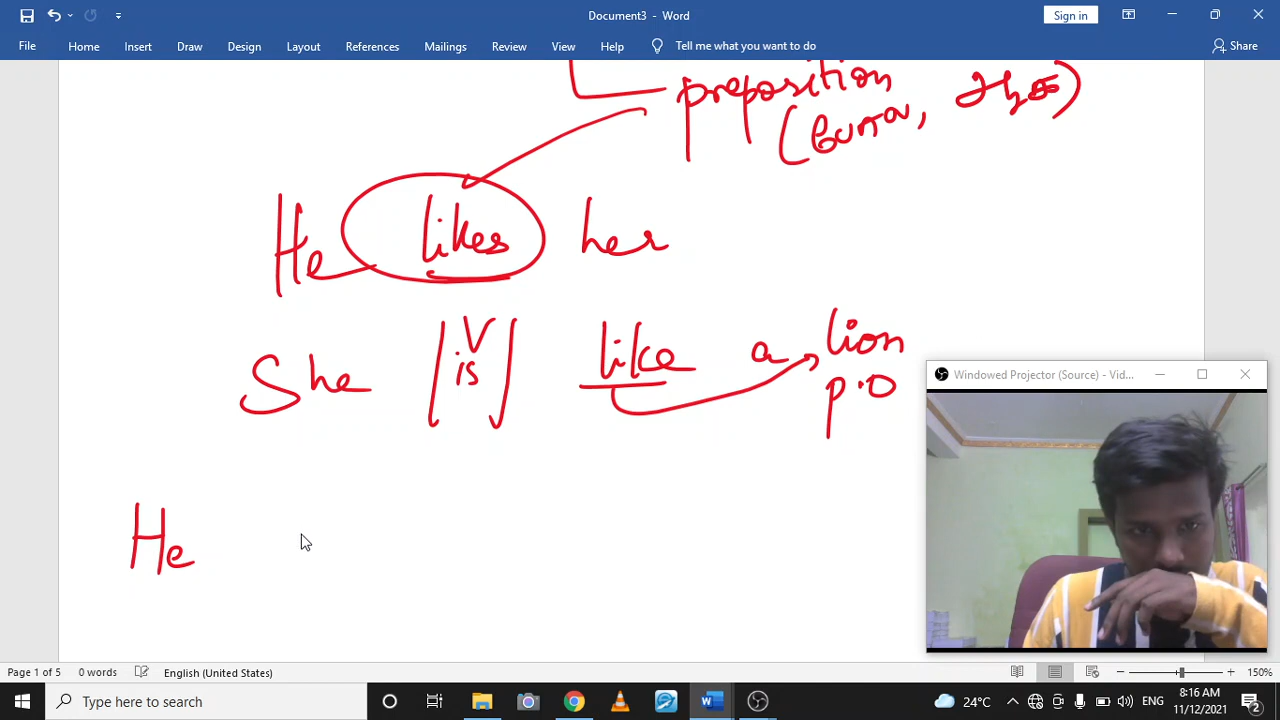 Document3 - Word
Sign in
File Home Insert Draw Design Layout References Mailings Review View Help Tell me what you want to do Share
preposition
He likes her
V
She is like a lion
p.o
He
Windowed Projector (Source) - Vid...
Page 1 of 5 0 words English (United States) 150%
Type here to search 24°C ENG 8:16 AM
11/12/2021 2